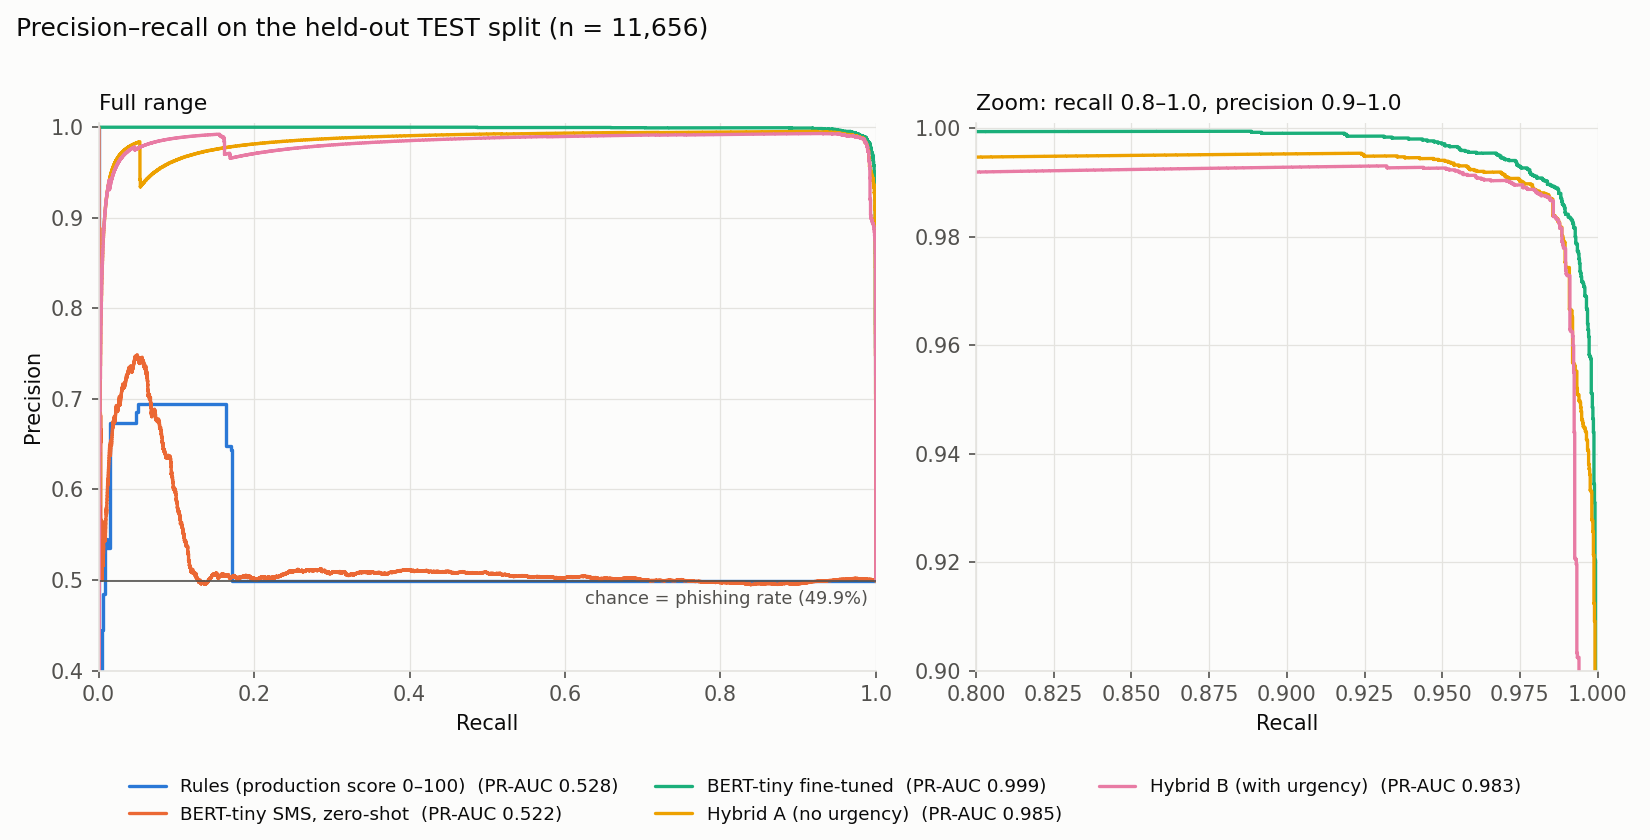 Precision–recall on the held-out TEST split (n = 11,656)
Full range
1.0
0.9
0.8
0.7
0.6
0.5
0.4
Precision
chance = phishing rate (49.9%)
0.0 0.2 0.4 0.6 0.8 1.0
Recall
Zoom: recall 0.8–1.0, precision 0.9–1.0
1.00
0.98
0.96
0.94
0.92
0.90
0.800 0.825 0.850 0.875 0.900 0.925 0.950 0.975 1.000
Recall
Rules (production score 0–100) (PR-AUC 0.528)
BERT-tiny SMS, zero-shot (PR-AUC 0.522)
BERT-tiny fine-tuned (PR-AUC 0.999)
Hybrid A (no urgency) (PR-AUC 0.985)
Hybrid B (with urgency) (PR-AUC 0.983)